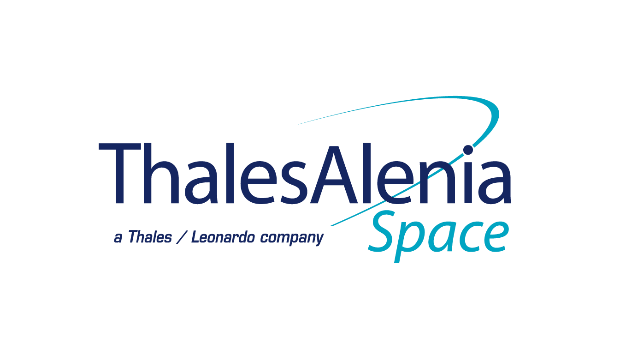 ThalesAlenia
Space
a Thales / Leonardo company